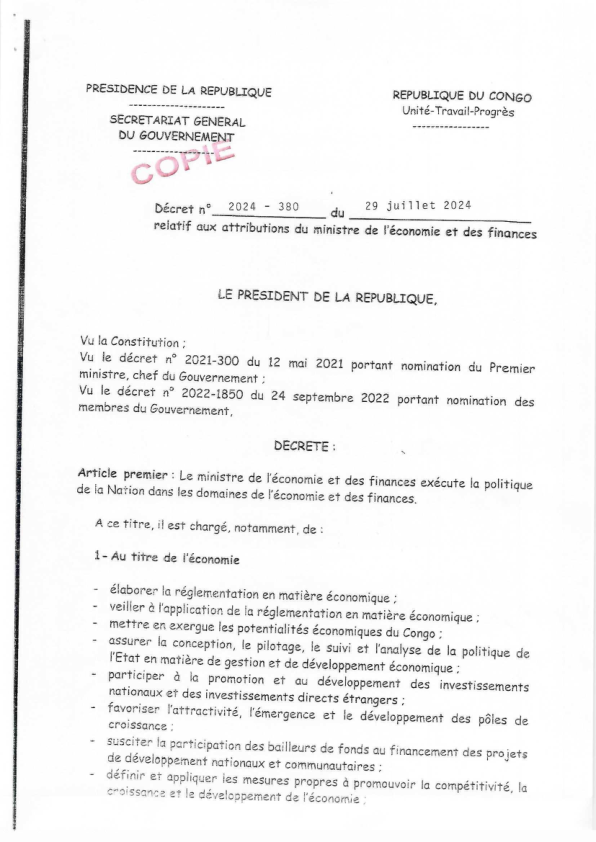 PRESIDENCE DE LA REPUBLIQUE
---------------------
SECRETARIAT GENERAL
DU GOUVERNEMENT
------------------
COPIE
REPUBLIQUE DU CONGO
Unité-Travail-Progrès
-----------------
Décret n° 2024 - 380 du 29 juillet 2024
relatif aux attributions du ministre de l'économie et des finances
LE PRESIDENT DE LA REPUBLIQUE,
Vu la Constitution ;
Vu le décret n° 2021-300 du 12 mai 2021 portant nomination du Premier
ministre, chef du Gouvernement ;
Vu le décret n° 2022-1850 du 24 septembre 2022 portant nomination des
membres du Gouvernement,
DECRETE :
Article premier : Le ministre de l'économie et des finances exécute la politique
de la Nation dans les domaines de l'économie et des finances.
A ce titre, il est chargé, notamment, de :
1- Au titre de l'économie
- élaborer la réglementation en matière économique ;
- veiller à l'application de la réglementation en matière économique ;
- mettre en exergue les potentialités économiques du Congo ;
- assurer la conception, le pilotage, le suivi et l'analyse de la politique de
l'Etat en matière de gestion et de développement économique ;
- participer à la promotion et au développement des investissements
nationaux et des investissements directs étrangers ;
- favoriser l'attractivité, l'émergence et le développement des pôles de
croissance ;
- susciter la participation des bailleurs de fonds au financement des projets
de développement nationaux et communautaires ;
- définir et appliquer les mesures propres à promouvoir la compétitivité, la
croissance et le développement de l'économie ;